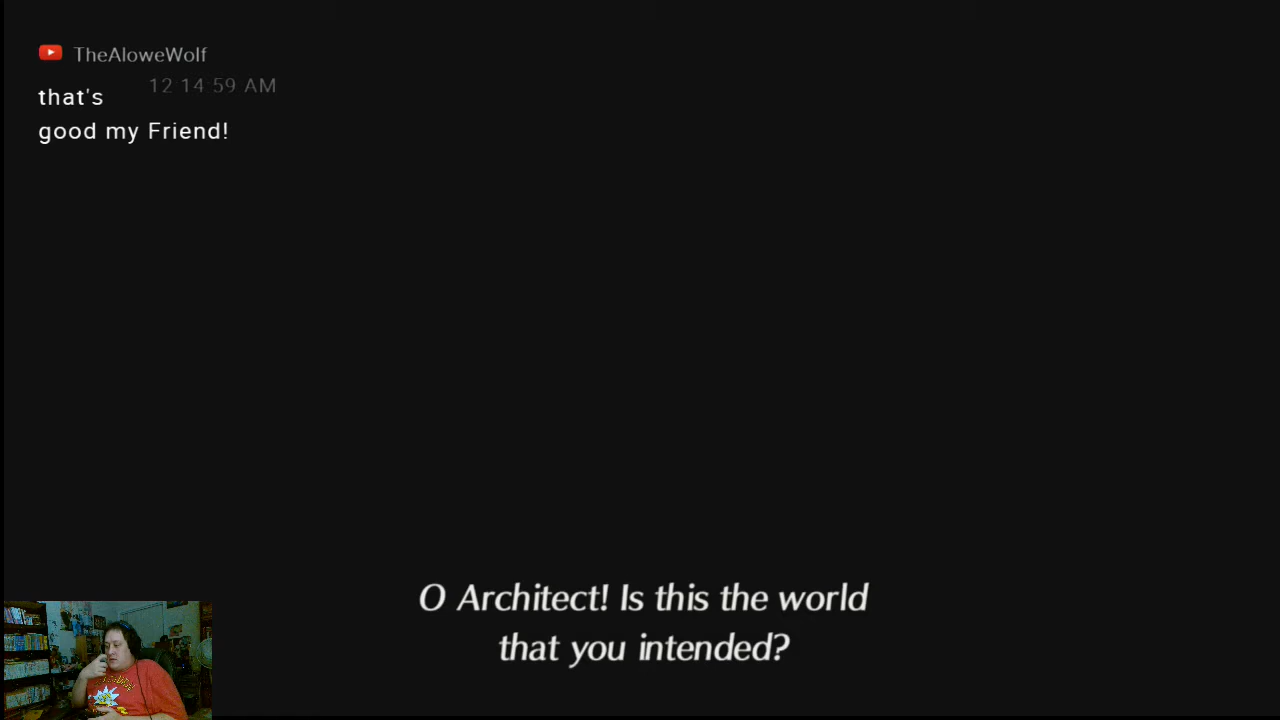 TheAloweWolf
12:14:59 AM
that's
good my Friend!
O Architect! Is this the world
that you intended?